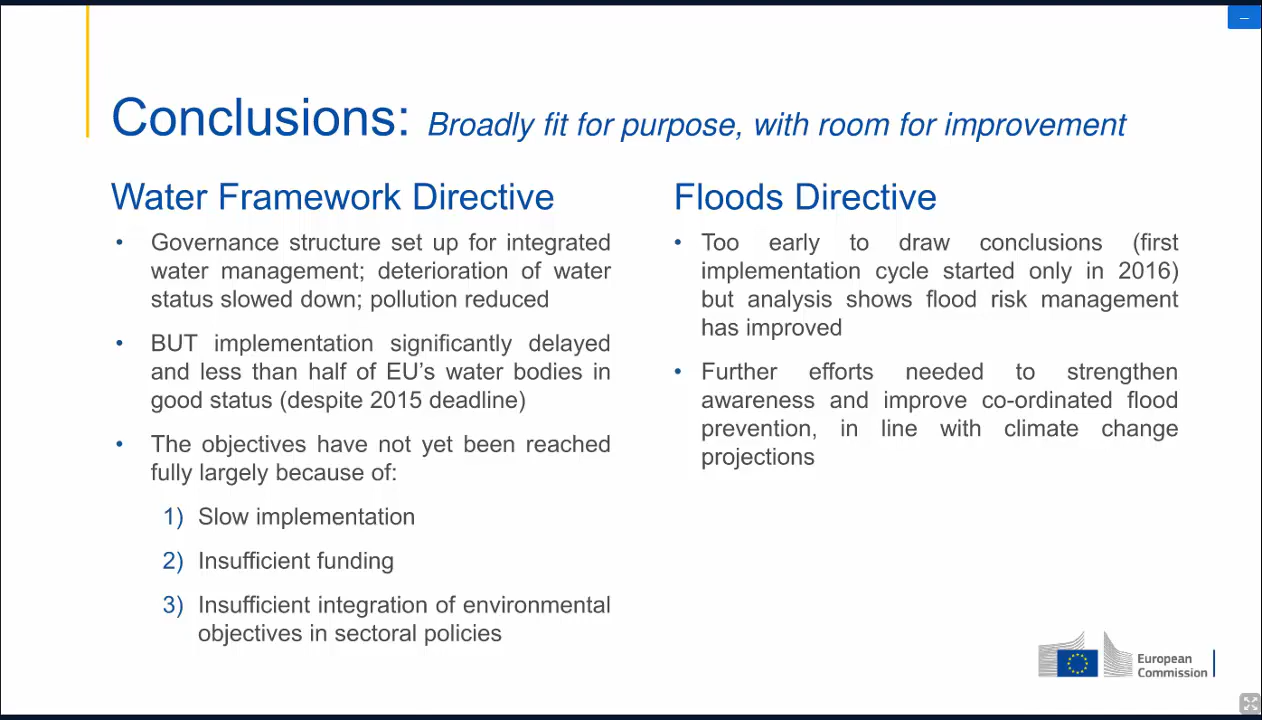 Conclusions: Broadly fit for purpose, with room for improvement
Water Framework Directive
• Governance structure set up for integrated
water management; deterioration of water
status slowed down; pollution reduced
• BUT implementation significantly delayed
and less than half of EU’s water bodies in
good status (despite 2015 deadline)
• The objectives have not yet been reached
fully largely because of:
1) Slow implementation
2) Insufficient funding
3) Insufficient integration of environmental
objectives in sectoral policies
Floods Directive
• Too early to draw conclusions (first
implementation cycle started only in 2016)
but analysis shows flood risk management
has improved
• Further efforts needed to strengthen
awareness and improve co-ordinated flood
prevention, in line with climate change
projections
European
Commission